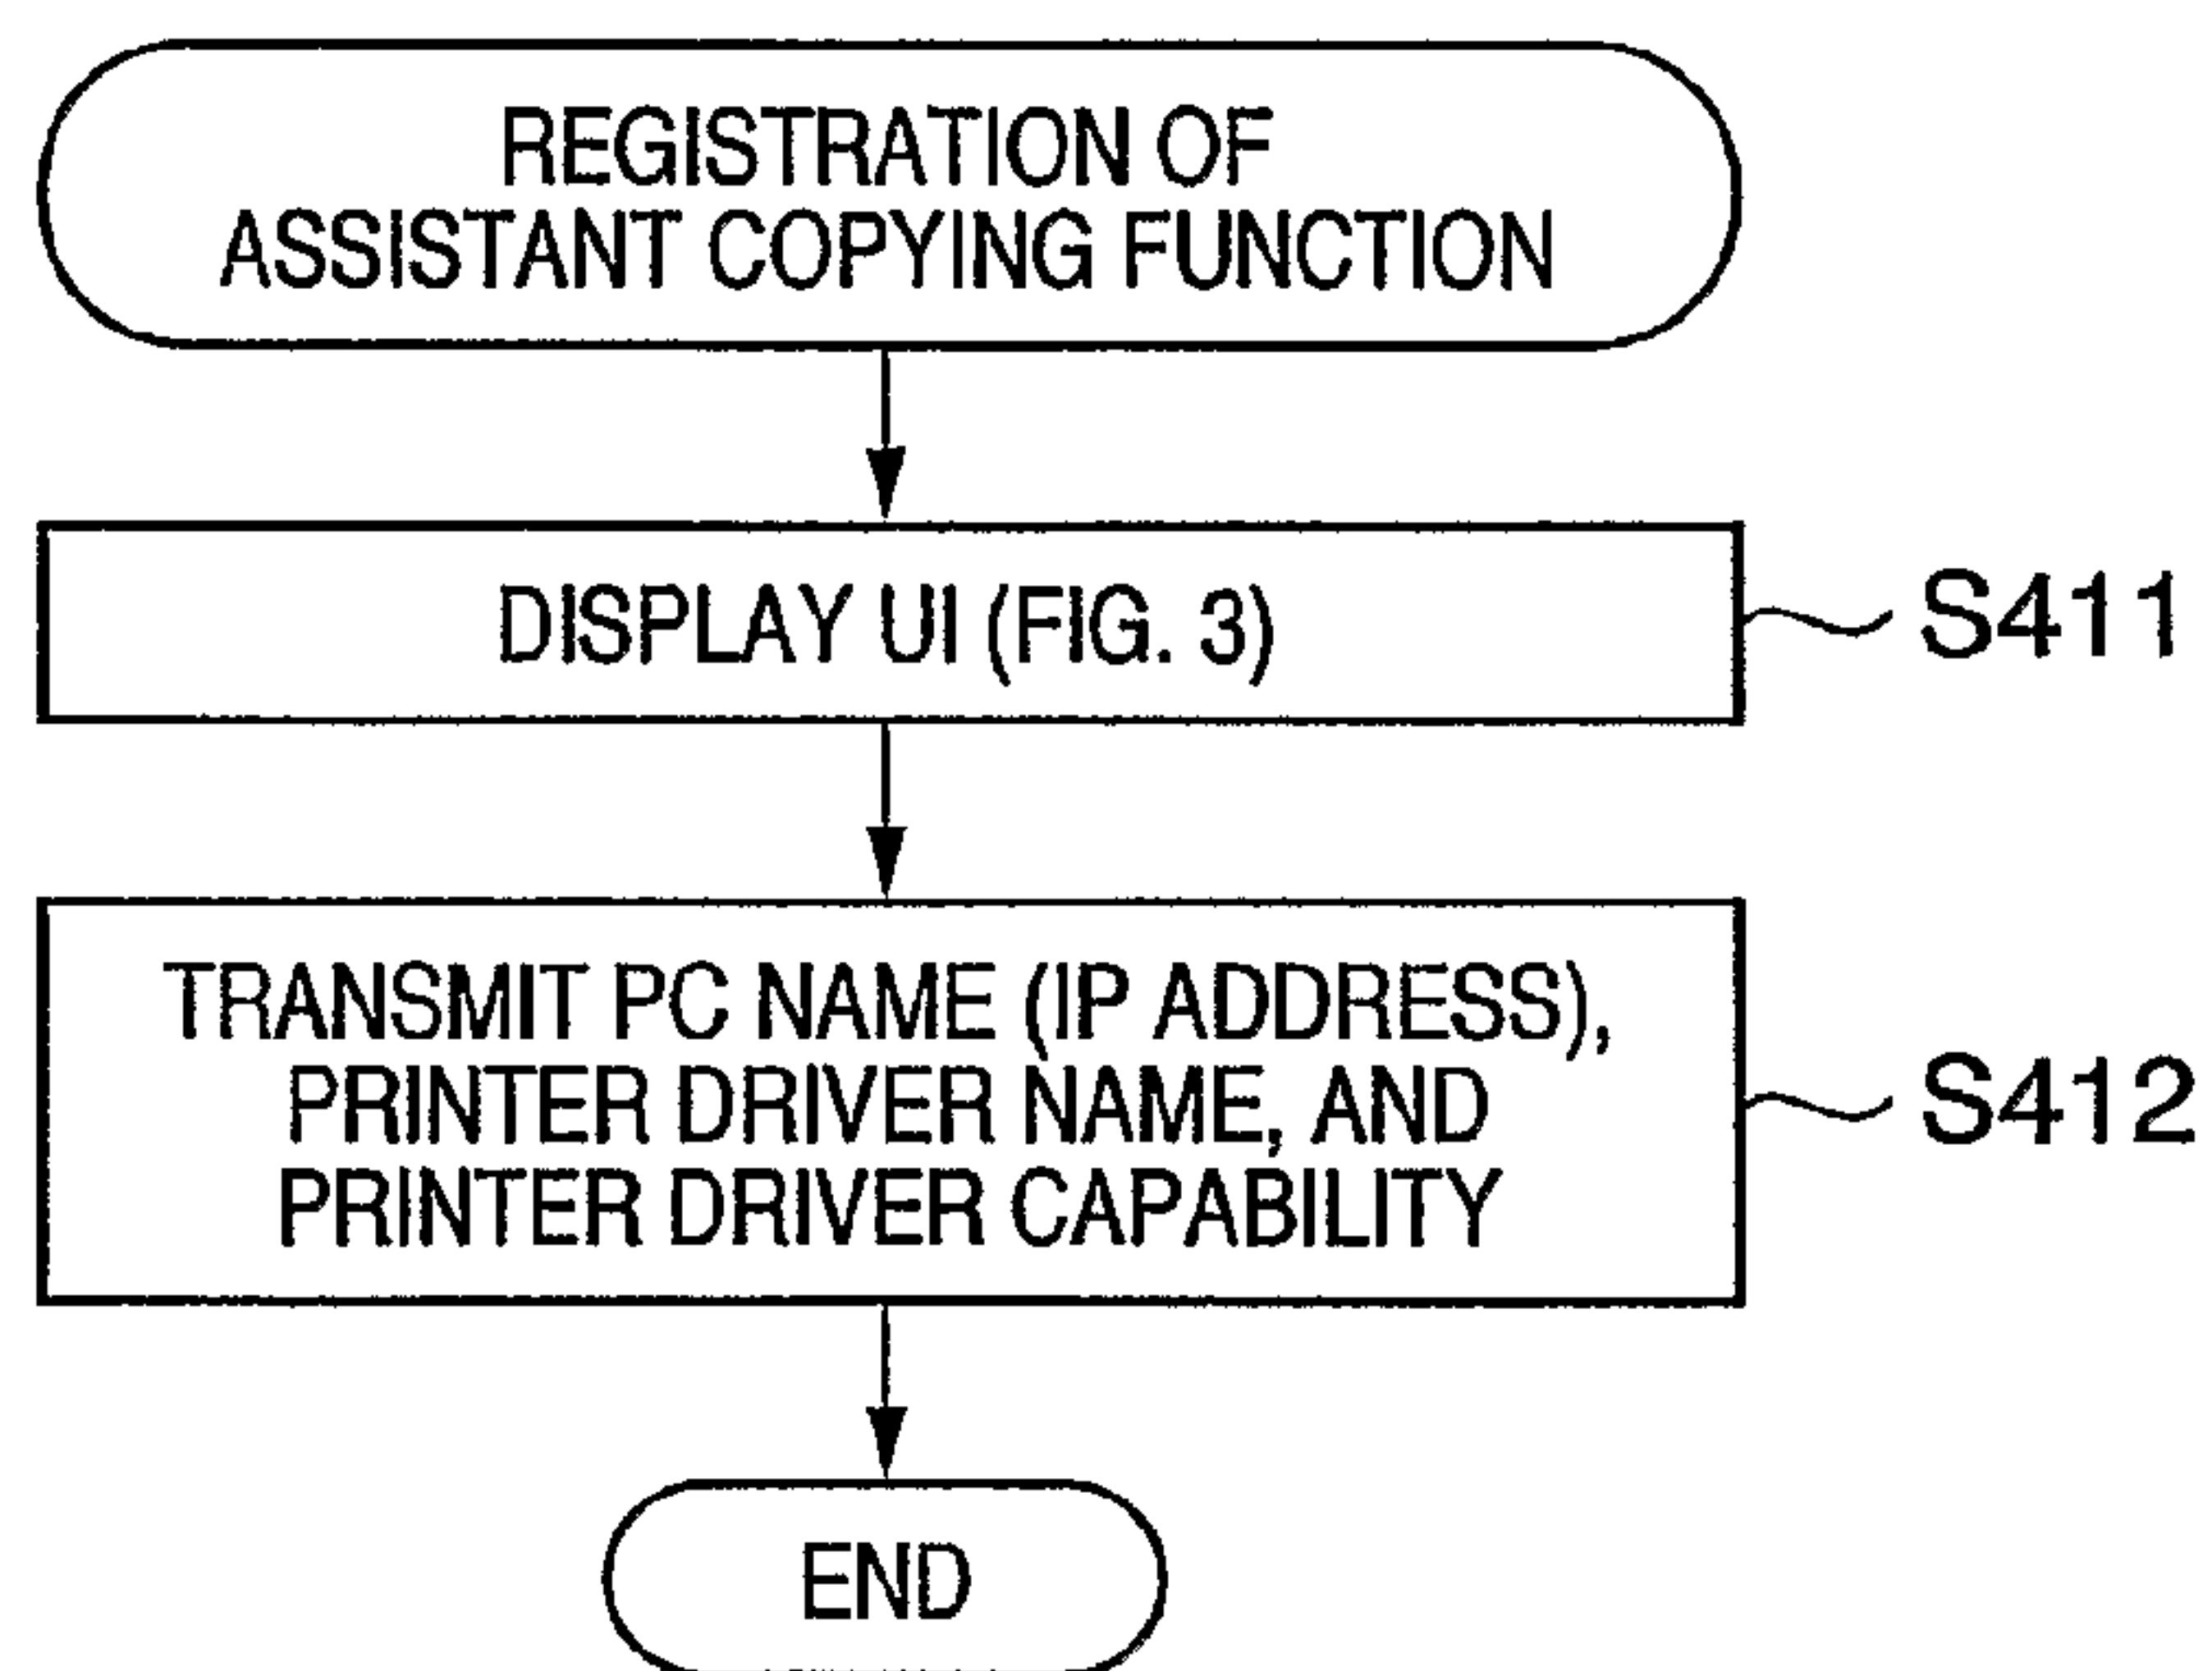 REGISTRATION OF
ASSISTANT COPYING FUNCTION
DISPLAY UI (FIG. 3)
S411
TRANSMIT PC NAME (IP ADDRESS),
PRINTER DRIVER NAME, AND
PRINTER DRIVER CAPABILITY
S412
END